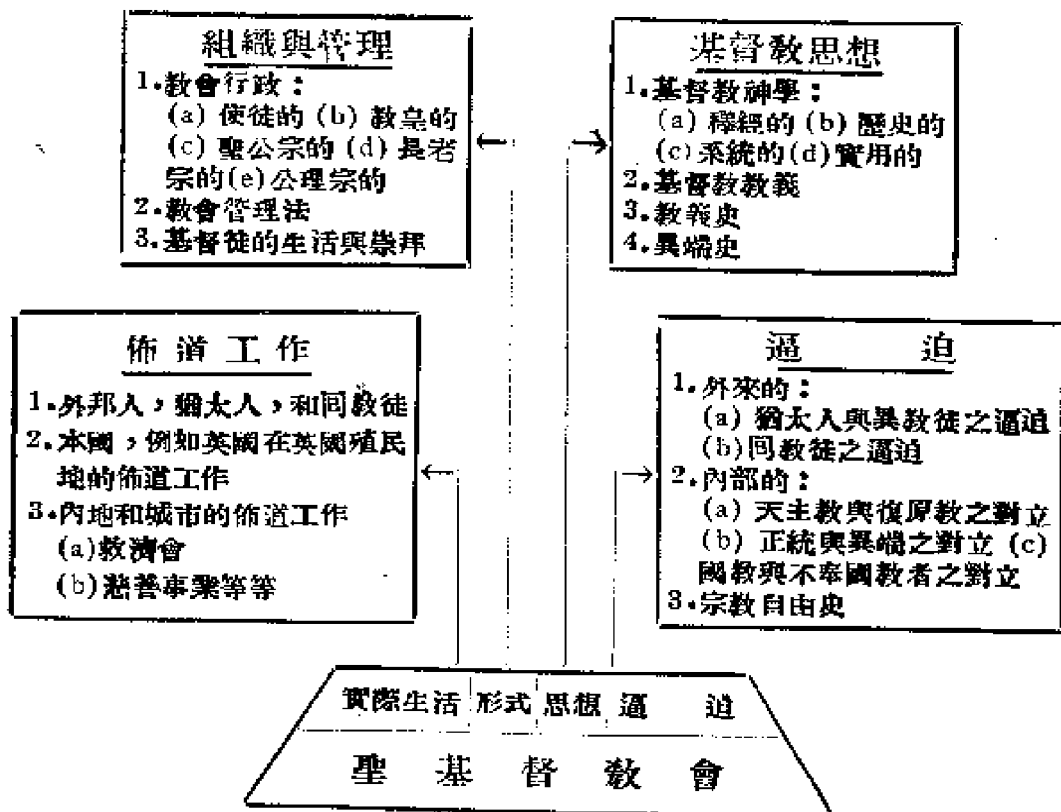 組織與管理
1.教會行政：
(a) 使徒的 (b) 教皇的
(c) 聖公宗的 (d) 長老
宗的(e)公理宗的
2.教會管理法
3.基督徒的生活與崇拜
基督教思想
1.基督教神學：
(a) 釋經的 (b) 歷史的
(c)系統的(d)實用的
2.基督教教義
3.教義史
4.異端史
佈道工作
1.外邦人，猶太人，和囘教徒
2.本國，例如英國在英國殖民
地的佈道工作
3.內地和城市的佈道工作
(a)救濟會
(b)慈善事業等等
逼迫
1.外來的：
(a) 猶太人與異教徒之逼迫
(b)囘教徒之逼迫
2.內部的：
(a) 天主教與復原教之對立
(b) 正統與異端之對立 (c)
國教與不奉國教者之對立
3.宗教自由史
實際生活 形式 思想 逼迫
聖基督教會